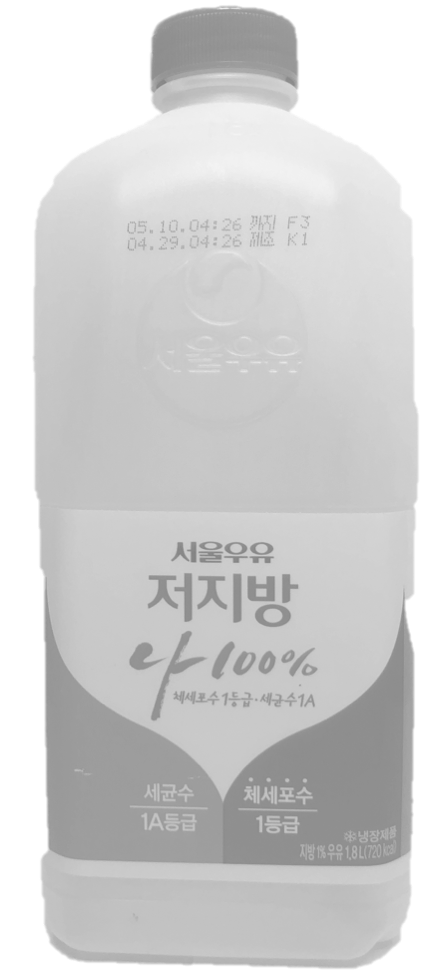 05.10.04:26 까지 F3
04.29.04:26 제조 K1
서울우유
서울우유
저지방
나100%
체세포수1등급·세균수1A
세균수
1A등급
체세포수
1등급
냉장제품
지방1% 우유 1.8L(720 kcal)